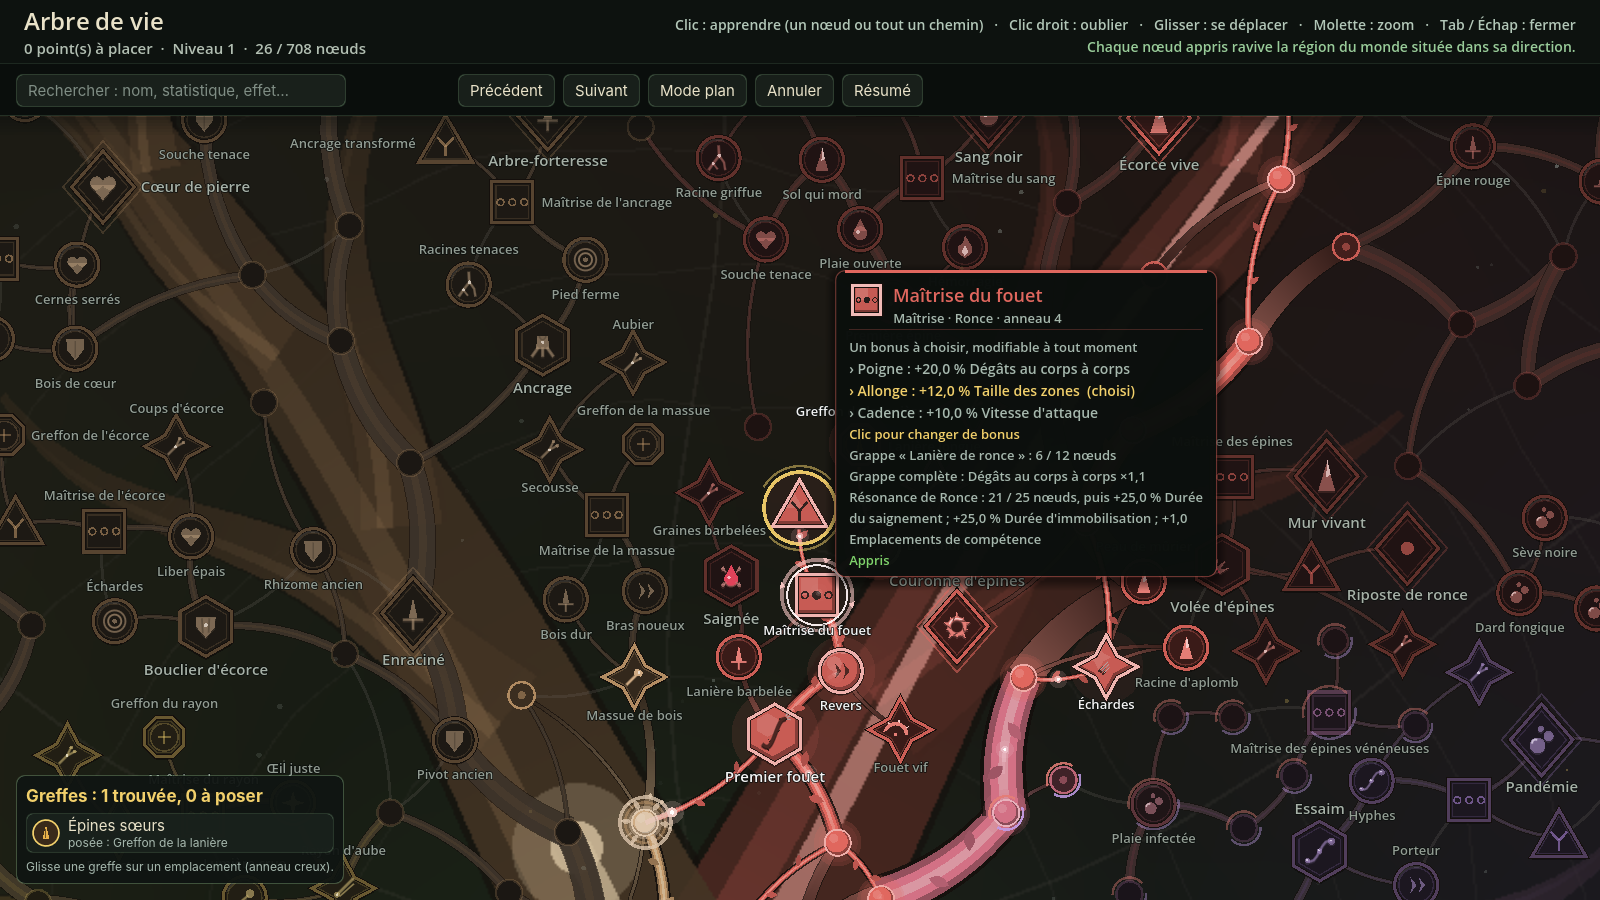 Arbre de vie
0 point(s) à placer · Niveau 1 · 26 / 708 nœuds
Clic : apprendre (un nœud ou tout un chemin) · Clic droit : oublier · Glisser : se déplacer · Molette : zoom · Tab / Échap : fermer
Chaque nœud appris ravive la région du monde située dans sa direction.
Rechercher : nom, statistique, effet...
Précédent
Suivant
Mode plan
Annuler
Résumé
Souche tenace
Ancrage transformé
Arbre-forteresse
Sang noir
Écorce vive
Cœur de pierre
Maîtrise de l'ancrage
Racine griffue
Sol qui mord
Maîtrise du sang
Épine rouge
Racines tenaces
Pied ferme
Souche tenace
Plaie ouverte
Cernes serrés
Aubier
Bois de cœur
Ancrage
Coups d'écorce
Greffon de la massue
Greffo
Greffon de l'écorce
Secousse
Maîtrise de l'écorce
Graines barbelées
Maîtrise de la massue
Liber épais
Rhizome ancien
Échardes
Bouclier d'écorce
Enraciné
Bois dur
Bras noueux
Saignée
Maîtrise du fouet
Maîtrise du fouet
Maîtrise · Ronce · anneau 4
Un bonus à choisir, modifiable à tout moment
› Poigne : +20,0 % Dégâts au corps à corps
› Allonge : +12,0 % Taille des zones (choisi)
› Cadence : +10,0 % Vitesse d'attaque
Clic pour changer de bonus
Grappe « Lanière de ronce » : 6 / 12 nœuds
Grappe complète : Dégâts au corps à corps ×1,1
Résonance de Ronce : 21 / 25 nœuds, puis +25,0 % Durée
du saignement ; +25,0 % Durée d'immobilisation ; +1,0
Emplacements de compétence
Appris
e des épines
Mur vivant
Sève noire
Couronne d'épines
Volée d'épines
Riposte de ronce
Dard fongique
Lanière barbelée
Revers
Racine d'aplomb
Échardes
Massue de bois
Greffon du rayon
Premier fouet
Fouet vif
Maîtrise des épines vénéneuses
Pandémie
Pivot ancien
Œil juste
Essaim
Hyphes
Plaie infectée
Porteur
Greffes : 1 trouvée, 0 à poser
Épines sœurs
posée : Greffon de la lanière
Glisse une greffe sur un emplacement (anneau creux).
d'aube